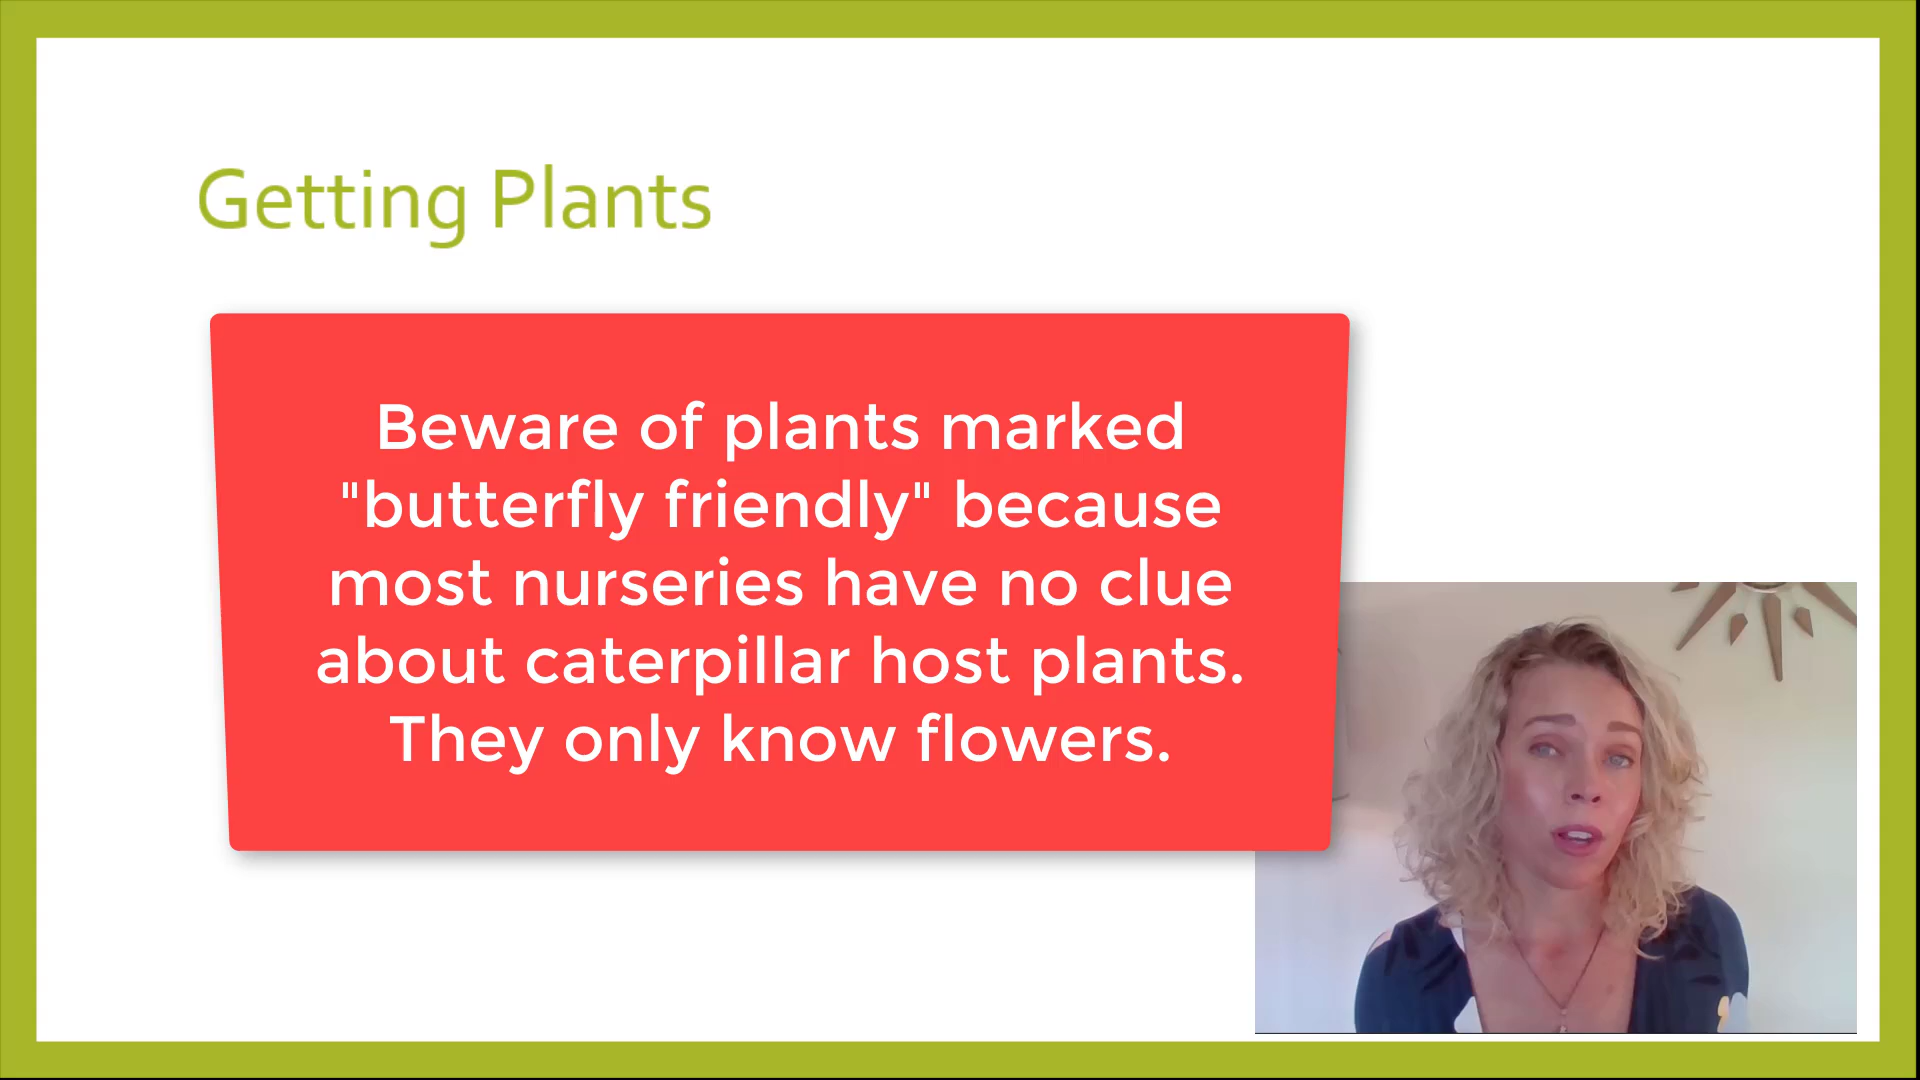 Getting Plants
Beware of plants marked
"butterfly friendly" because
most nurseries have no clue
about caterpillar host plants.
They only know flowers.